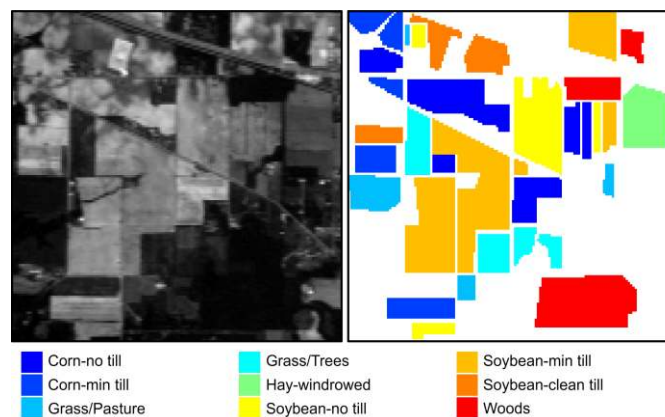 Corn-no till
Grass/Trees
Soybean-min till
Corn-min till
Hay-windrowed
Soybean-clean till
Grass/Pasture
Soybean-no till
Woods